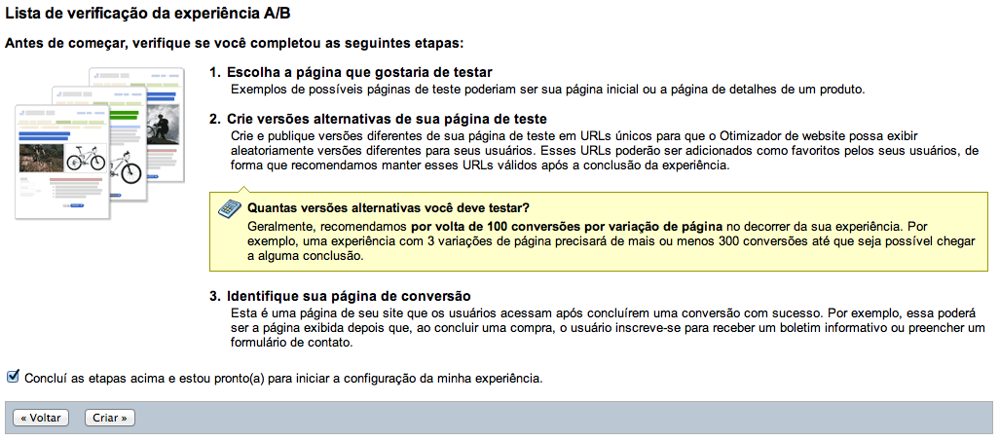 Lista de verificação da experiência A/B
Antes de começar, verifique se você completou as seguintes etapas:
1. Escolha a página que gostaria de testar
Exemplos de possíveis páginas de teste poderiam ser sua página inicial ou a página de detalhes de um produto.
2. Crie versões alternativas de sua página de teste
Crie e publique versões diferentes de sua página de teste em URLs únicos para que o Otimizador de website possa exibir
aleatoriamente versões diferentes para seus usuários. Esses URLs poderão ser adicionados como favoritos pelos seus usuários, de
forma que recomendamos manter esses URLs válidos após a conclusão da experiência.
Quantas versões alternativas você deve testar?
Geralmente, recomendamos por volta de 100 conversões por variação de página no decorrer da sua experiência. Por
exemplo, uma experiência com 3 variações de página precisará de mais ou menos 300 conversões até que seja possível chegar
a alguma conclusão.
3. Identifique sua página de conversão
Esta é uma página de seu site que os usuários acessam após concluírem uma conversão com sucesso. Por exemplo, essa poderá
ser a página exibida depois que, ao concluir uma compra, o usuário inscreve-se para receber um boletim informativo ou preencher um
formulário de contato.
Concluí as etapas acima e estou pronto(a) para iniciar a configuração da minha experiência.
« Voltar
Criar »